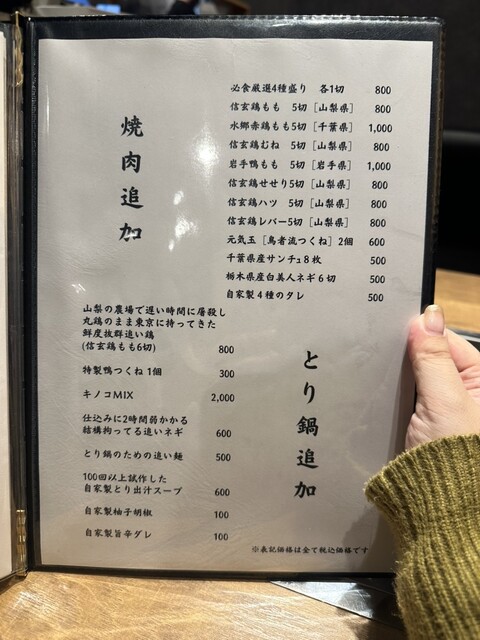 焼肉追加
必食厳選4種盛り 各1切 800
信玄鶏もも 5切 [山梨県] 800
水郷赤鶏もも5切 [千葉県] 1,000
信玄鶏むね 5切 [山梨県] 800
岩手鴨もも 5切 [岩手県] 1,000
信玄鶏せせり5切 [山梨県] 800
信玄鶏ハツ 5切 [山梨県] 800
信玄鶏レバー5切 [山梨県] 800
元気玉 [鳥者流つくね] 2個 600
千葉県産サンチュ8枚 500
栃木県産白美人ネギ6切 500
自家製4種のタレ 500
とり鍋追加
山梨の農場で遅い時間に屠殺し
丸鶏のまま東京に持ってきた
鮮度抜群追い鶏
(信玄鶏もも6切) 800
特製鴨つくね1個 300
キノコMIX 2,000
仕込みに2時間弱かかる
結構拘ってる追いネギ 600
とり鍋のための追い麺 500
100回以上試作した
自家製とり出汁スープ 600
自家製柚子胡椒 100
自家製旨辛ダレ 100
※表記価格は全て税込価格です